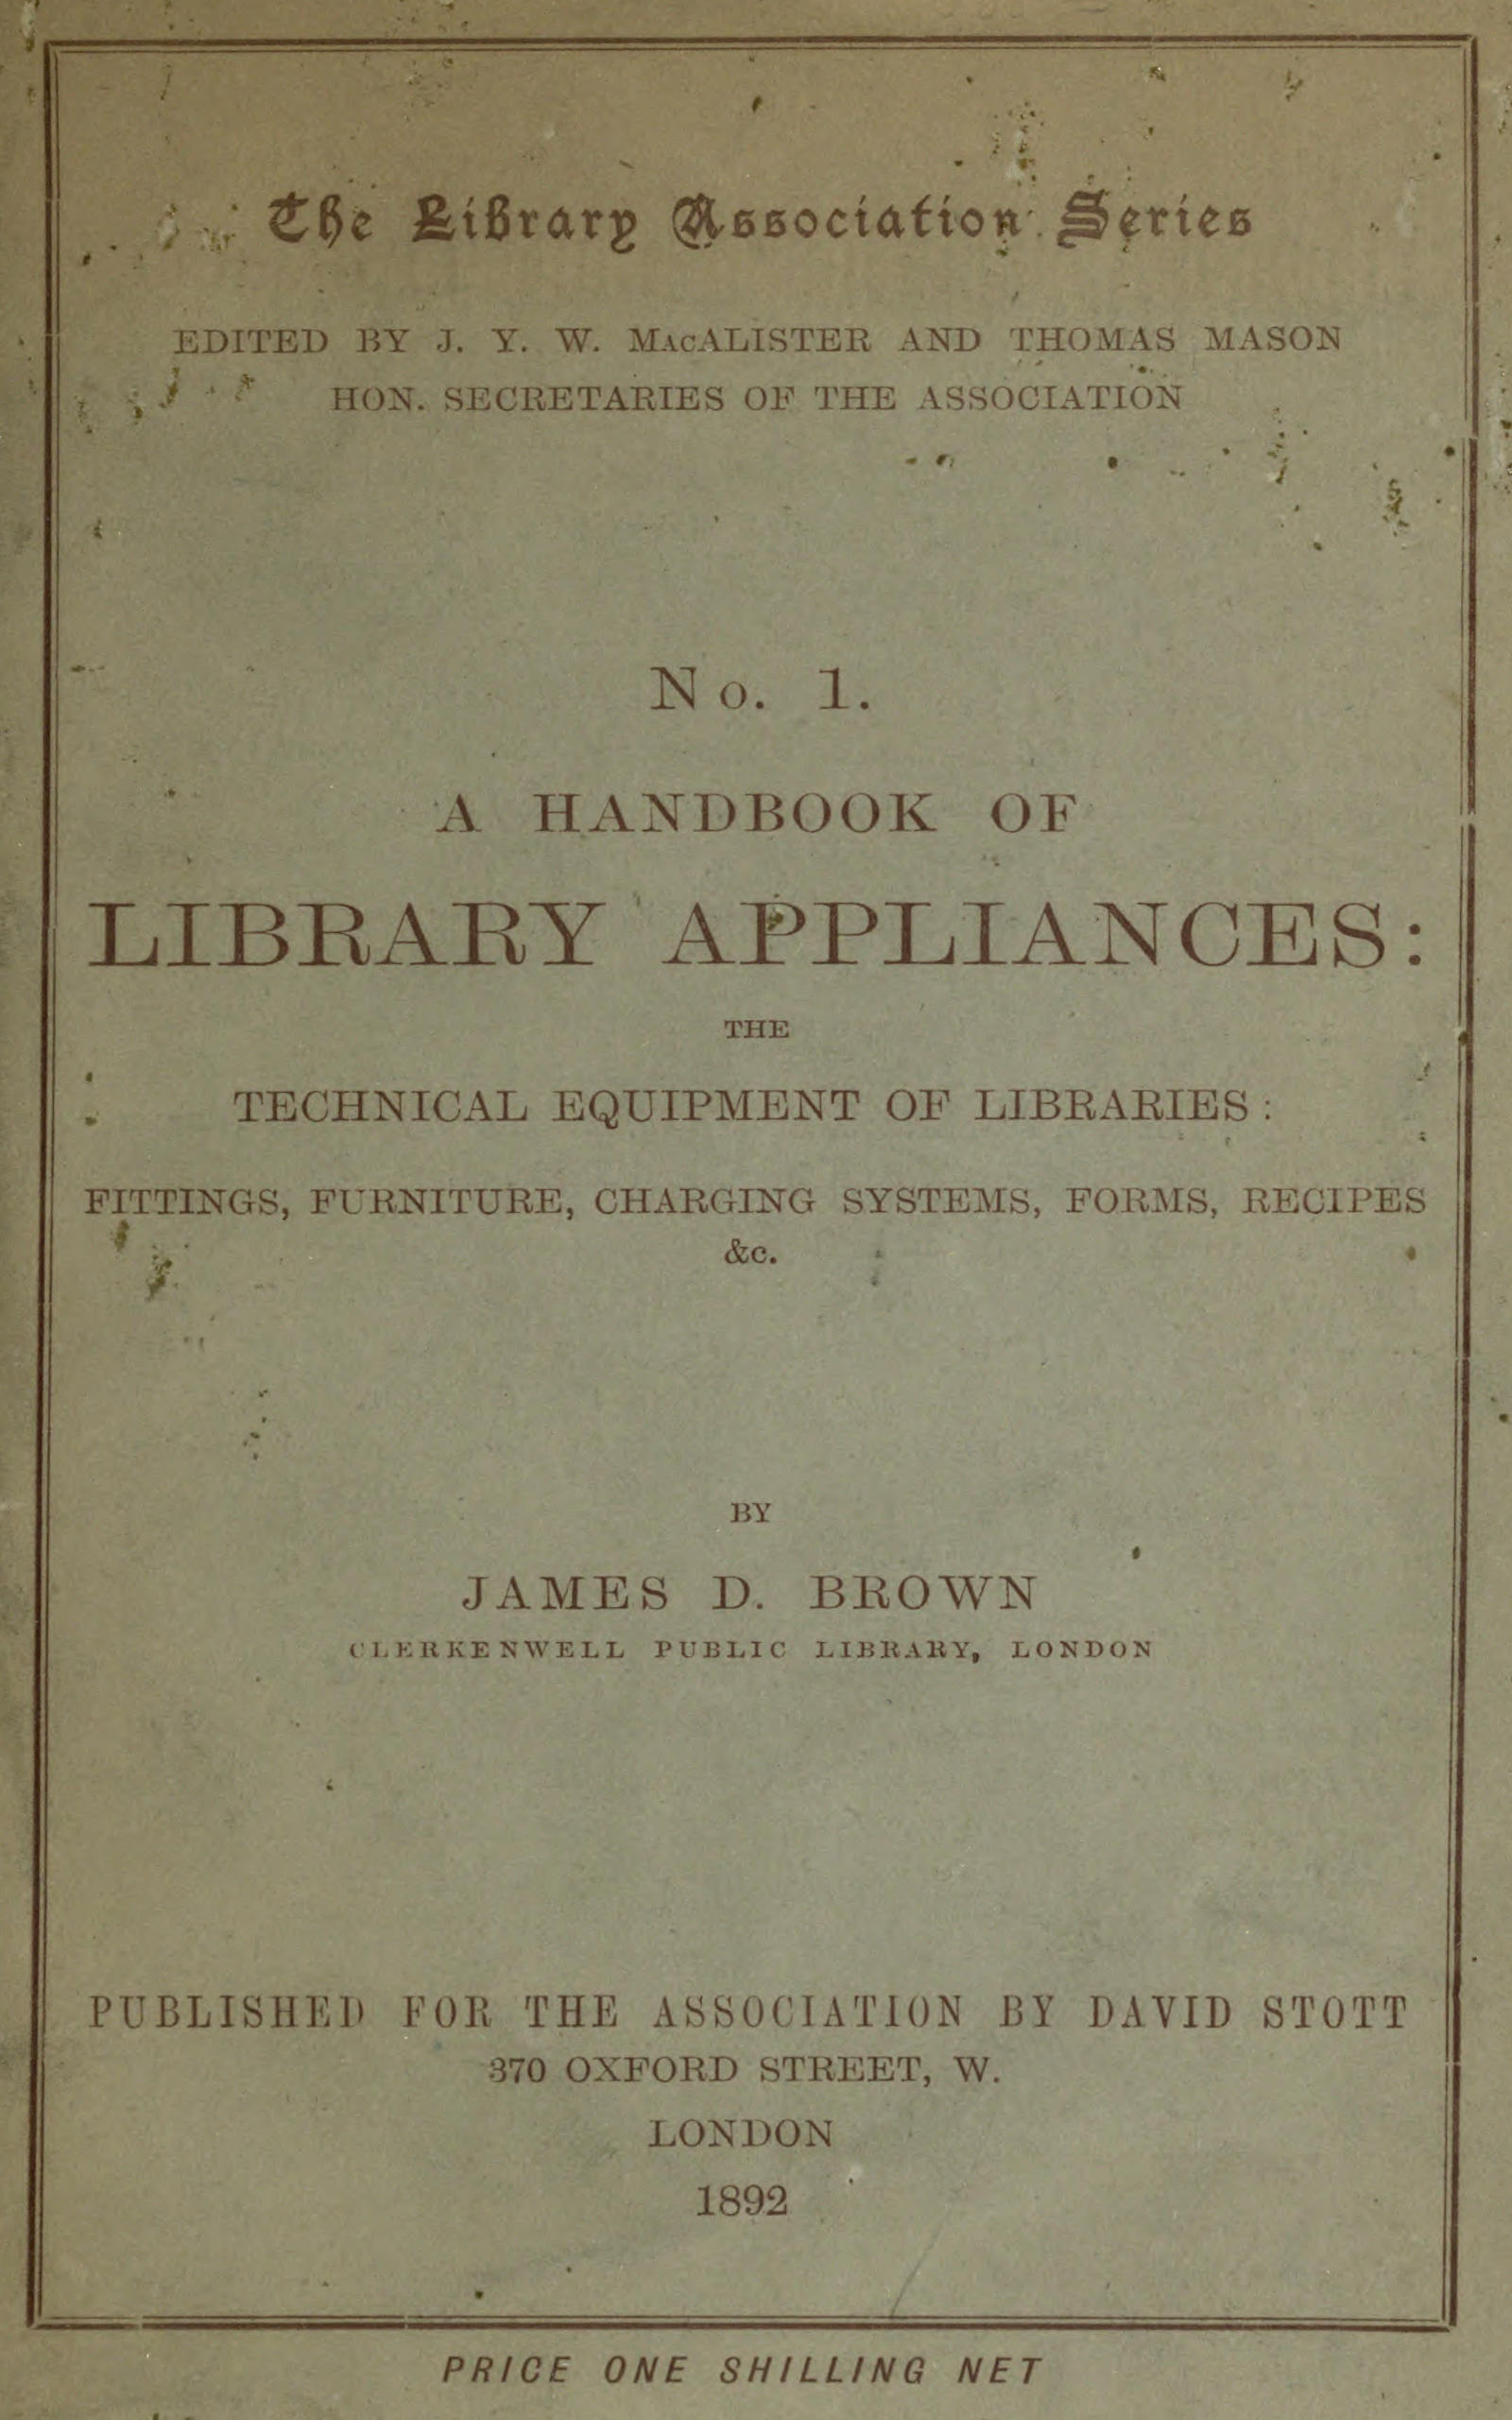 The Library Association Series
EDITED BY J. Y. W. MACALISTER AND THOMAS MASON
HON. SECRETARIES OF THE ASSOCIATION
No. 1.
A HANDBOOK OF
LIBRARY APPLIANCES:
THE
TECHNICAL EQUIPMENT OF LIBRARIES:
FITTINGS, FURNITURE, CHARGING SYSTEMS, FORMS, RECIPES
&c.
BY
JAMES D. BROWN
CLERKENWELL PUBLIC LIBRARY, LONDON
PUBLISHED FOR THE ASSOCIATION BY DAVID STOTT
370 OXFORD STREET, W.
LONDON
1892
PRICE ONE SHILLING NET